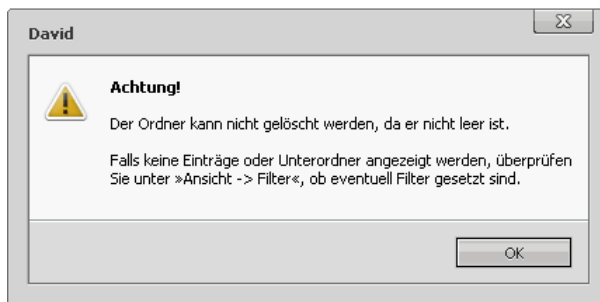 David
Achtung!
Der Ordner kann nicht gelöscht werden, da er nicht leer ist.
Falls keine Einträge oder Unterordner angezeigt werden, überprüfen
Sie unter »Ansicht -> Filter«, ob eventuell Filter gesetzt sind.
OK